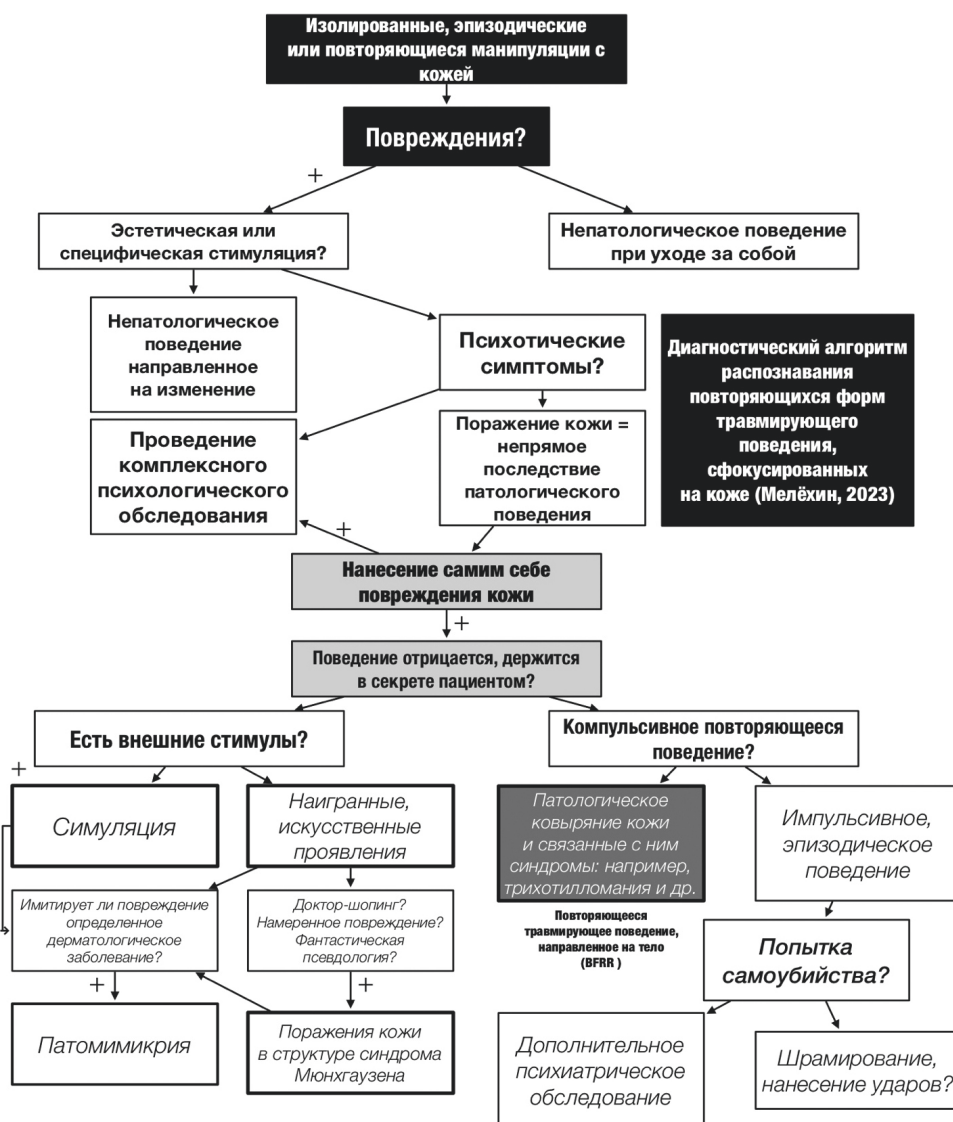 Изолированные, эпизодические
или повторяющиеся манипуляции с
кожей
Повреждения?
+
Эстетическая или
специфическая стимуляция?
Непатологическое поведение
при уходе за собой
Непатологическое
поведение
направленное
на изменение
Психотические
симптомы?
Диагностический алгоритм
распознавания
повторяющихся форм
травмирующего
поведения,
сфокусированных
на коже (Мелёхин, 2023)
Проведение
комплексного
психологического
обследования
Поражение кожи =
непрямое
последствие
патологического
поведения
+
Нанесение самим себе
повреждения кожи
+
Поведение отрицается, держится
в секрете пациентом?
Есть внешние стимулы?
Компульсивное повторяющееся
поведение?
+
Симуляция
Наигранные,
искусственные
проявления
Патологическое
ковыряние кожи
и связанные с ним
синдромы: например,
трихотилломания и др.
Импульсивное,
эпизодическое
поведение
Имитирует ли повреждение
определенное
дерматологическое
заболевание?
Доктор-шопинг?
Намеренное повреждение?
Фантастическая
псевдология?
Повторяющееся
травмирующее поведение,
направленное на тело
(BFRR )
Попытка
самоубийства?
+
+
Патомимикрия
Поражения кожи
в структуре синдрома
Мюнхгаузена
Дополнительное
психиатрическое
обследование
Шрамирование,
нанесение ударов?